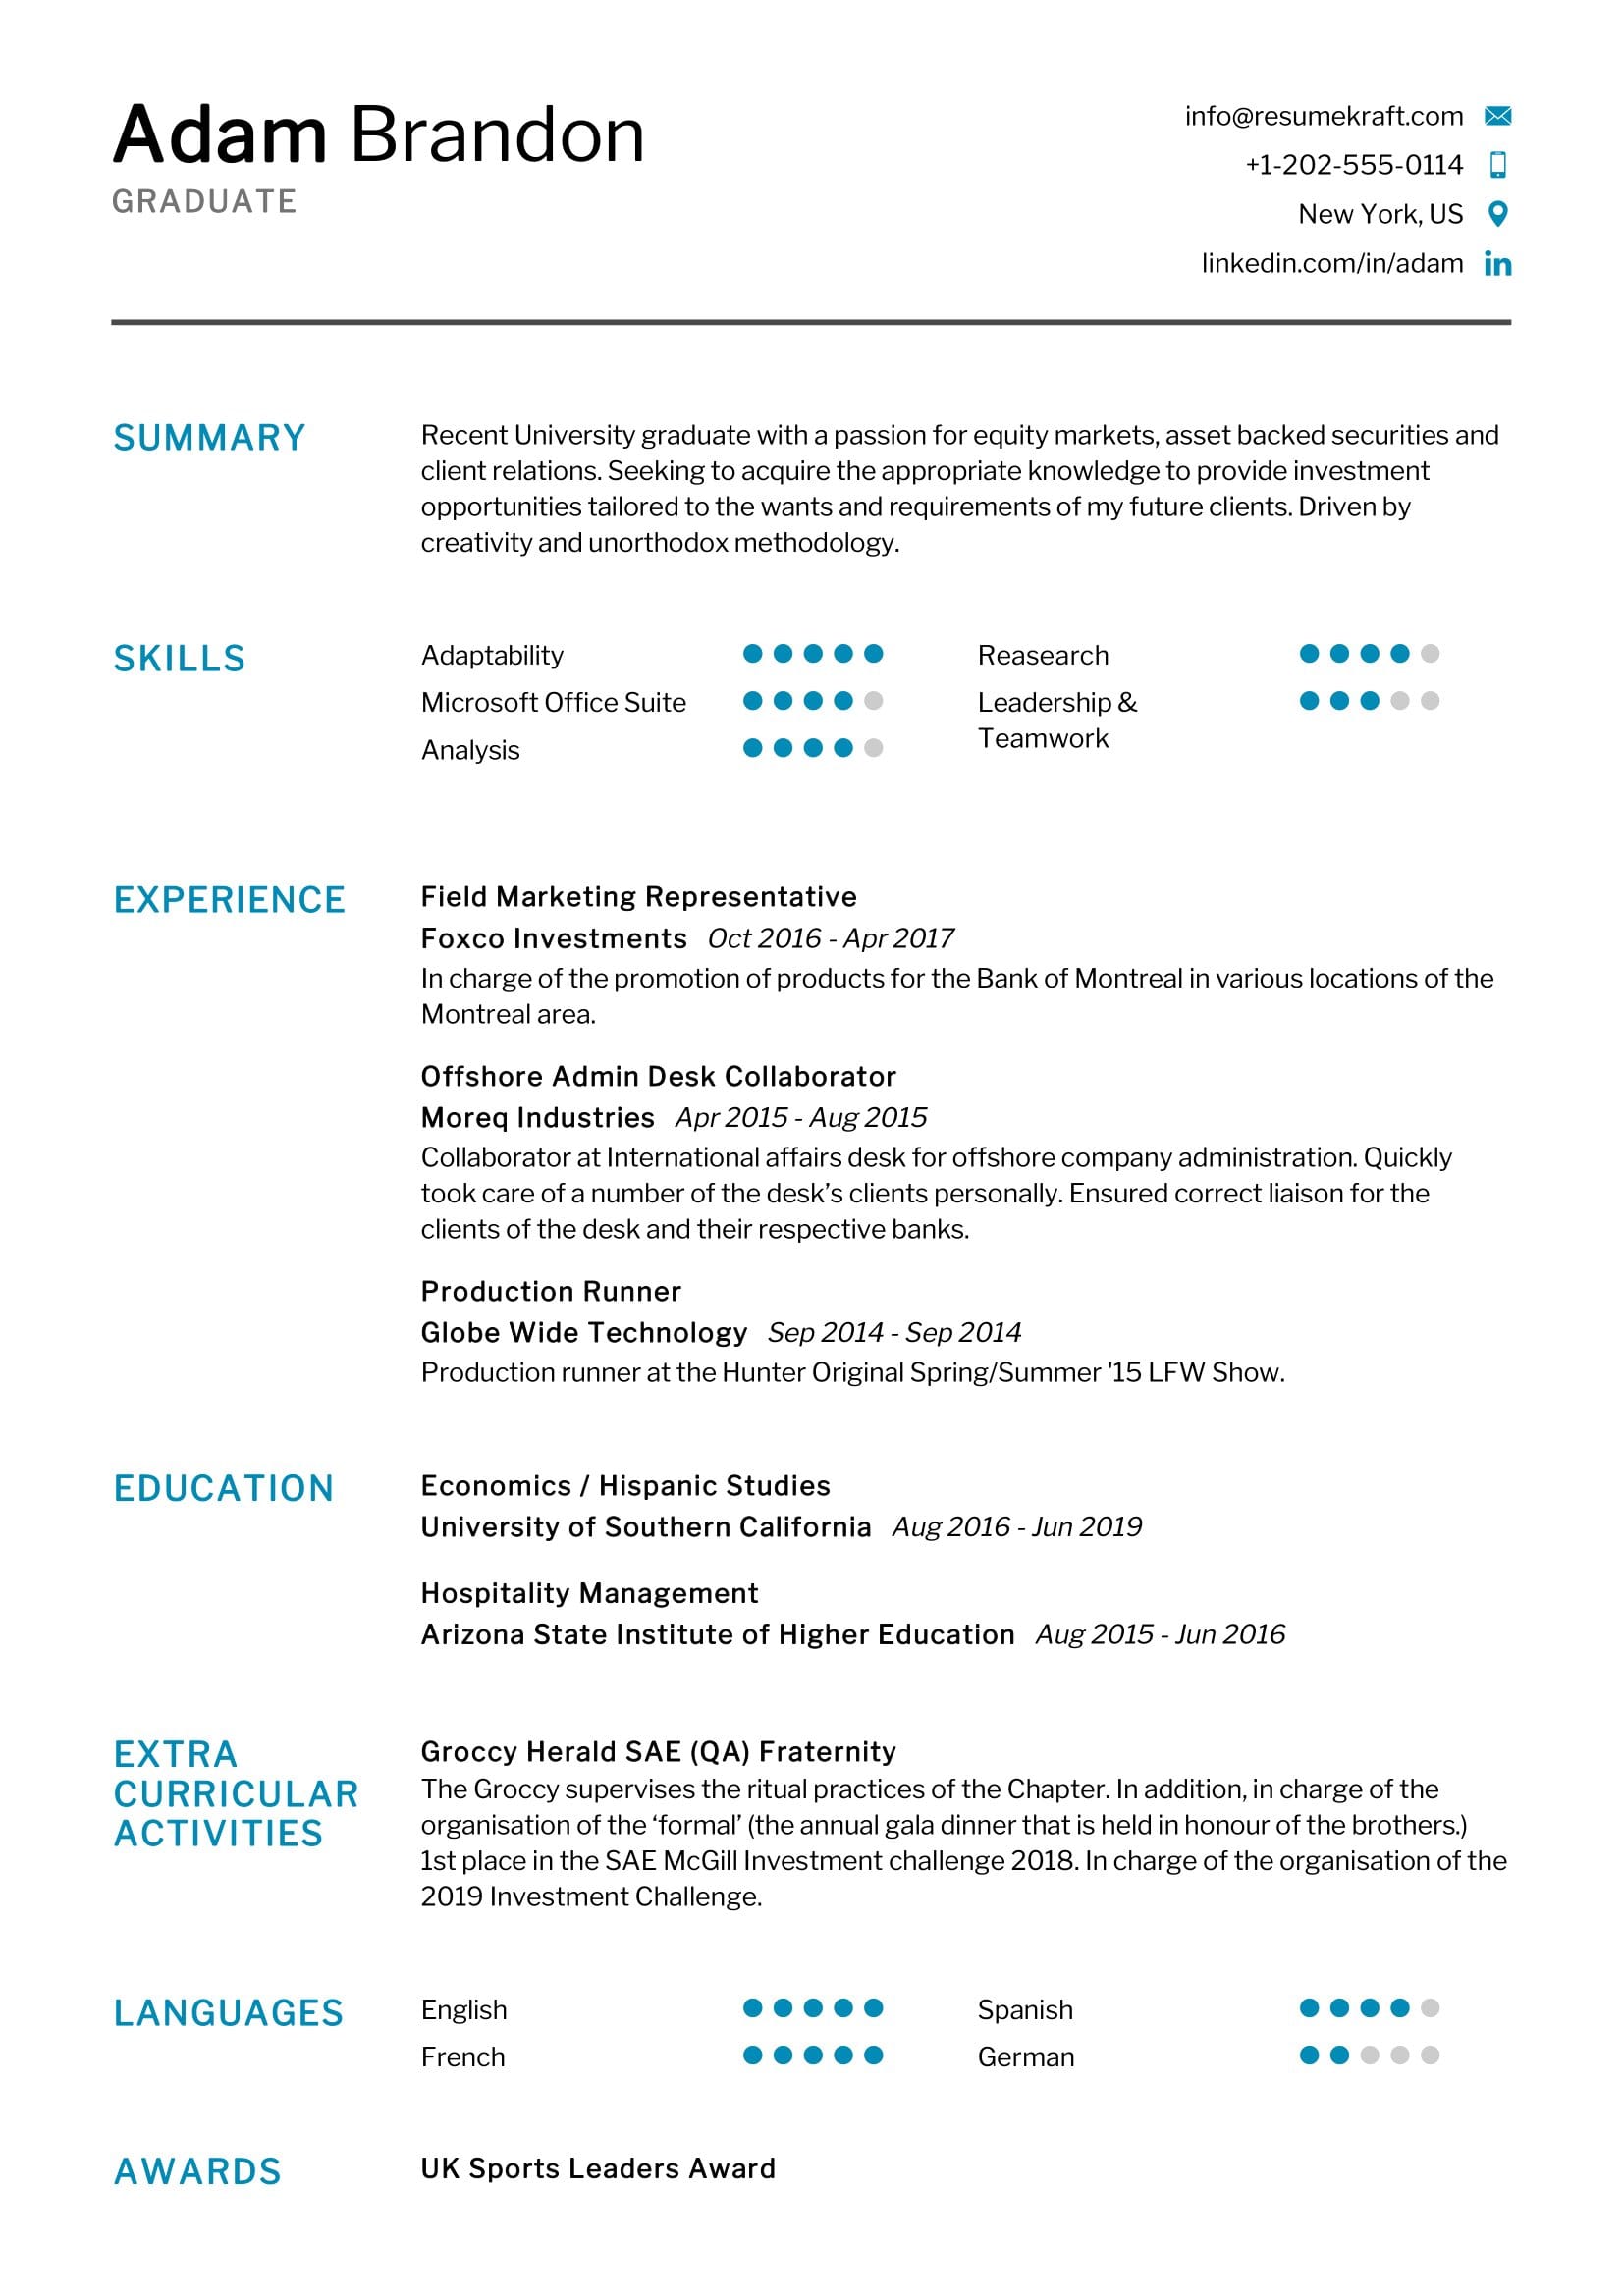 Adam Brandon
GRADUATE
info@resumekraft.com
+1-202-555-0114
New York, US
linkedin.com/in/adam
in
SUMMARY
Recent University graduate with a passion for equity markets, asset backed securities and
client relations. Seeking to acquire the appropriate knowledge to provide investment
opportunities tailored to the wants and requirements of my future clients. Driven by
creativity and unorthodox methodology.
SKILLS
Adaptability
Microsoft Office Suite
Analysis
Reasearch
Leadership &
Teamwork
EXPERIENCE
Field Marketing Representative
Foxco Investments Oct 2016 - Apr 2017
In charge of the promotion of products for the Bank of Montreal in various locations of the
Montreal area.
Offshore Admin Desk Collaborator
Moreq Industries Apr 2015 - Aug 2015
Collaborator at International affairs desk for offshore company administration. Quickly
took care of a number of the desk’s clients personally. Ensured correct liaison for the
clients of the desk and their respective banks.
Production Runner
Globe Wide Technology Sep 2014 - Sep 2014
Production runner at the Hunter Original Spring/Summer '15 LFW Show.
EDUCATION
Economics / Hispanic Studies
University of Southern California Aug 2016 - Jun 2019
Hospitality Management
Arizona State Institute of Higher Education Aug 2015 - Jun 2016
EXTRA
CURRICULAR
ACTIVITIES
Groccy Herald SAE (QA) Fraternity
The Groccy supervises the ritual practices of the Chapter. In addition, in charge of the
organisation of the ‘formal’ (the annual gala dinner that is held in honour of the brothers.)
1st place in the SAE McGill Investment challenge 2018. In charge of the organisation of the
2019 Investment Challenge.
LANGUAGES
English
French
Spanish
German
AWARDS
UK Sports Leaders Award